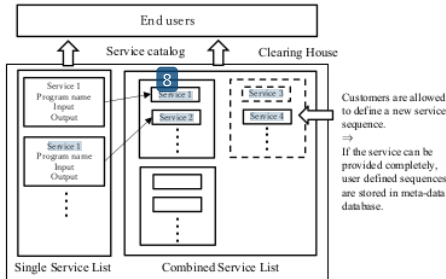 End users
Service catalog
Clearing House
8
Service 1
Program name
Input
Output
Service 1
Program name
Input
Output
Service 1
Service 2
Service 3
Service 4
Customers are allowed
to define a new service
sequence.
⇒
If the service can be
provided completely,
user defined sequences
are stored in meta-data
database.
Single Service List
Combined Service List